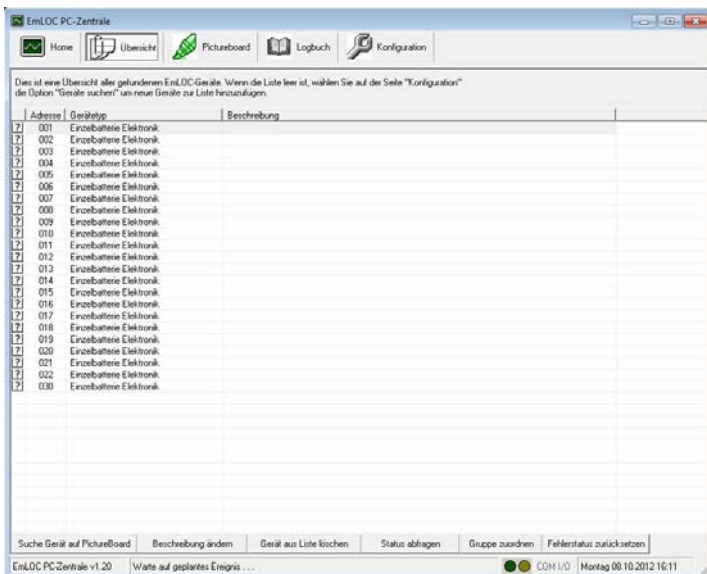 EmLOC PC-Zentrale
Home Übersicht Pictureboard Logbuch Konfiguration
Dies ist eine Übersicht aller gefundenen EmLOC-Geräte. Wenn die Liste leer ist, wählen Sie auf der Seite "Konfiguration"
die Option "Geräte suchen" um neue Geräte zur Liste hinzuzufügen.
Adresse Gerätetyp Beschreibung
? 001 Einzelbatterie Elektronik
? 002 Einzelbatterie Elektronik
? 003 Einzelbatterie Elektronik
? 004 Einzelbatterie Elektronik
? 005 Einzelbatterie Elektronik
? 006 Einzelbatterie Elektronik
? 007 Einzelbatterie Elektronik
? 008 Einzelbatterie Elektronik
? 009 Einzelbatterie Elektronik
? 010 Einzelbatterie Elektronik
? 011 Einzelbatterie Elektronik
? 012 Einzelbatterie Elektronik
? 013 Einzelbatterie Elektronik
? 014 Einzelbatterie Elektronik
? 015 Einzelbatterie Elektronik
? 016 Einzelbatterie Elektronik
? 017 Einzelbatterie Elektronik
? 018 Einzelbatterie Elektronik
? 019 Einzelbatterie Elektronik
? 020 Einzelbatterie Elektronik
? 021 Einzelbatterie Elektronik
? 022 Einzelbatterie Elektronik
? 030 Einzelbatterie Elektronik
Suche Gerät auf PictureBoard Beschreibung ändern Gerät aus Liste löschen Status abfragen Gruppe zuordnen Fehlerstatus zurücksetzen
EmLOC PC-Zentrale v1.20 Warte auf geplantes Ereignis . . . COM I/O Montag 08.10.2012 16:11